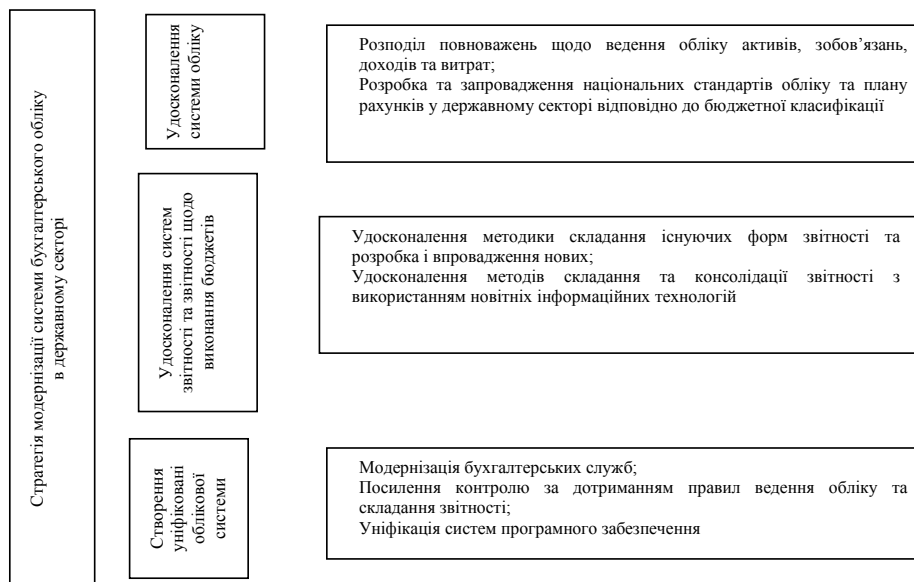 Стратегія модернізації системи бухгалтерського обліку
в державному секторі
Удосконалення
системи обліку
Розподіл повноважень щодо ведення обліку активів, зобов’язань,
доходів та витрат;
Розробка та запровадження національних стандартів обліку та плану
рахунків у державному секторі відповідно до бюджетної класифікації
Удосконалення систем
звітності та звітності щодо
виконання бюджетів
Удосконалення методики складання існуючих форм звітності та
розробка і впровадження нових;
Удосконалення методів складання та консолідації звітності з
використанням новітніх інформаційних технологій
Створення
уніфіковані
облікової
системи
Модернізація бухгалтерських служб;
Посилення контролю за дотриманням правил ведення обліку та
складання звітності;
Уніфікація систем програмного забезпечення